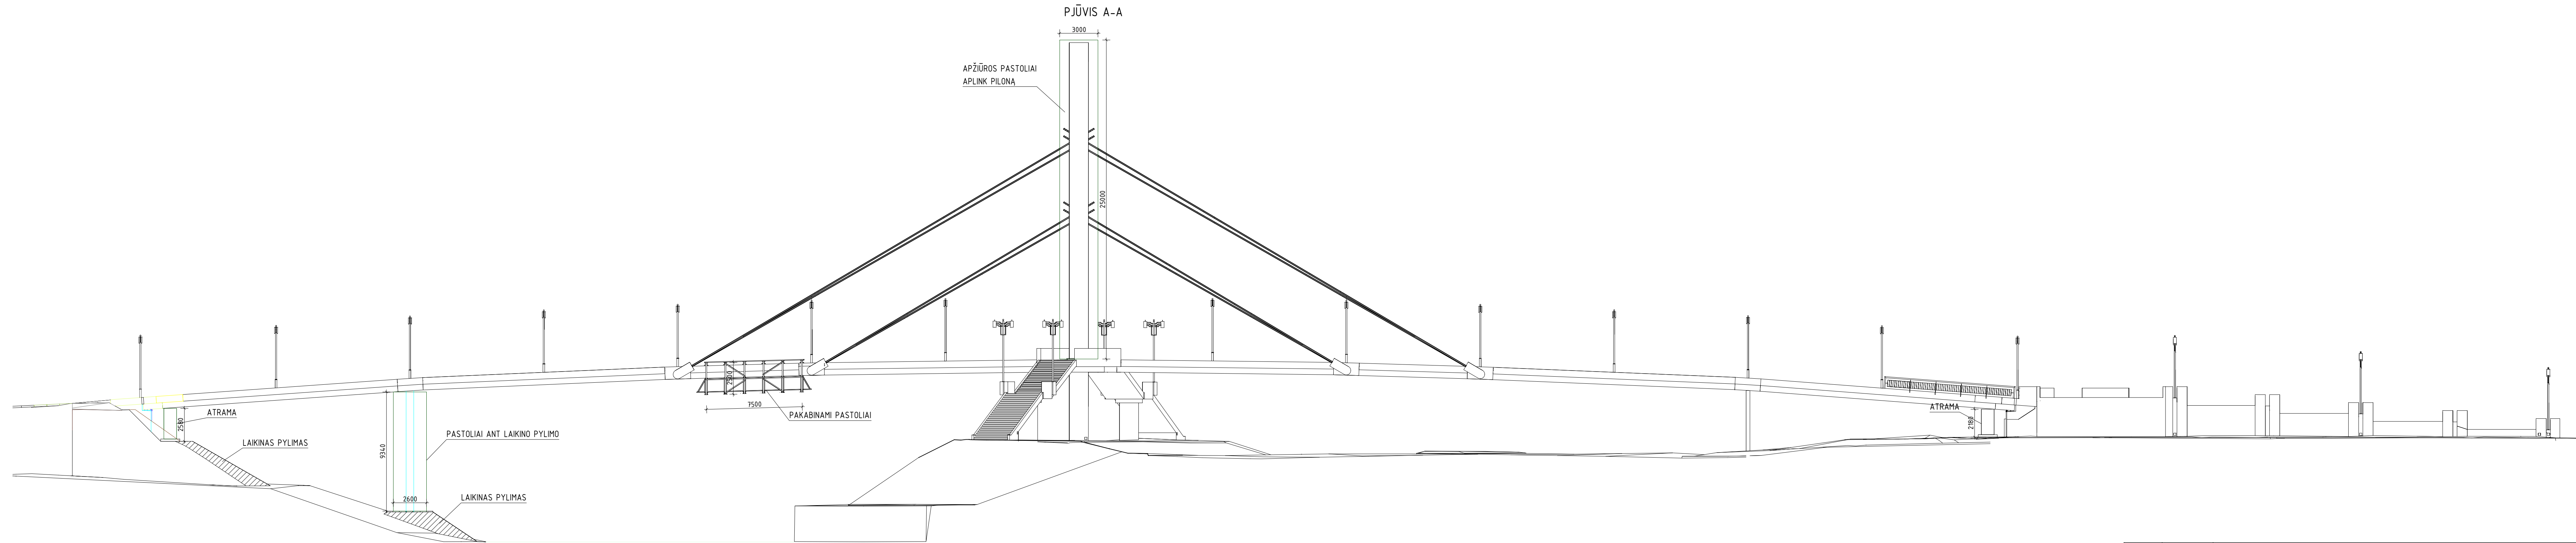 PJŪVIS A-A
3000
APŽIŪROS PASTOLIAI
APLINK PILONĄ
25000
2500
7500
PAKABINAMI PASTOLIAI
ATRAMA
2580
LAIKINAS PYLIMAS
PASTOLIAI ANT LAIKINO PYLIMO
9340
2600
LAIKINAS PYLIMAS
ATRAMA
2180